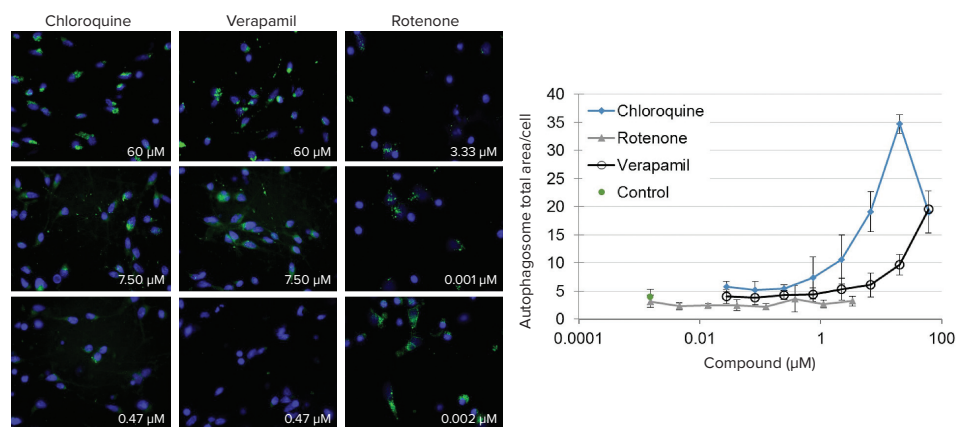 Chloroquine
Verapamil
Rotenone
60 µM
60 µM
3.33 µM
7.50 µM
7.50 µM
0.001 µM
0.47 µM
0.47 µM
0.002 µM
Autophagosome total area/cell
40
35
30
25
20
15
10
5
0
Chloroquine
Rotenone
Verapamil
Control
0.0001
0.01
1
100
Compound (µM)